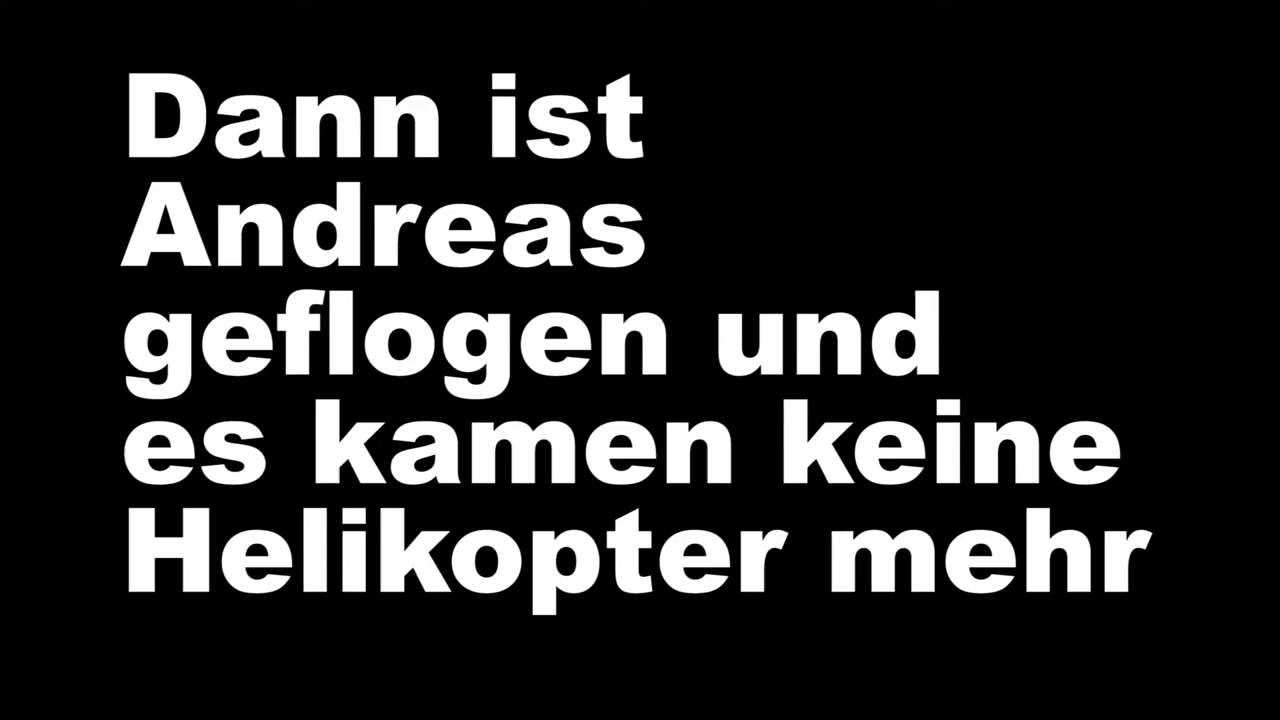 Dann ist
Andreas
geflogen und
es kamen keine
Helikopter mehr